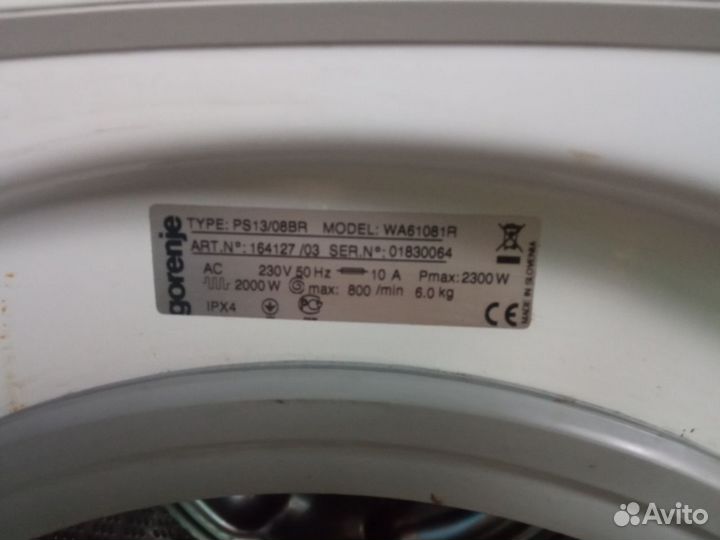 gorenje
TYPE: PS13/08BR MODEL: WA61081R
ART.N°: 164127 /03 SER.N°: 01830064
AC 230V 50 Hz 10 A Pmax: 2300 W
2000 W max: 800 /min 6.0 kg
IPX4 CE
MADE IN SLOVENIA
Avito